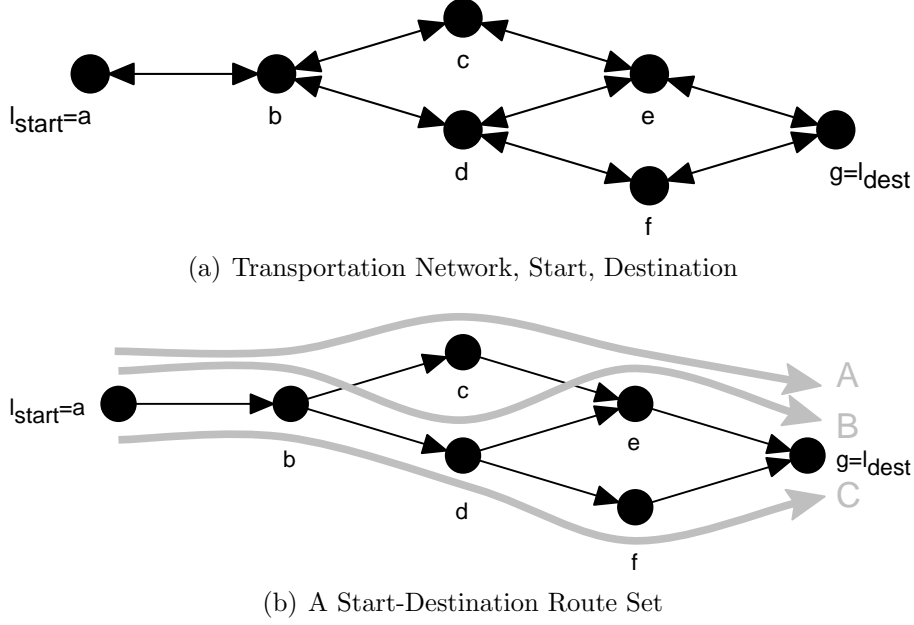 c
l_start=a
b
e
d
g=l_dest
f
(a) Transportation Network, Start, Destination
A
l_start=a
c
B
b
e
g=l_dest
C
d
f
(b) A Start-Destination Route Set